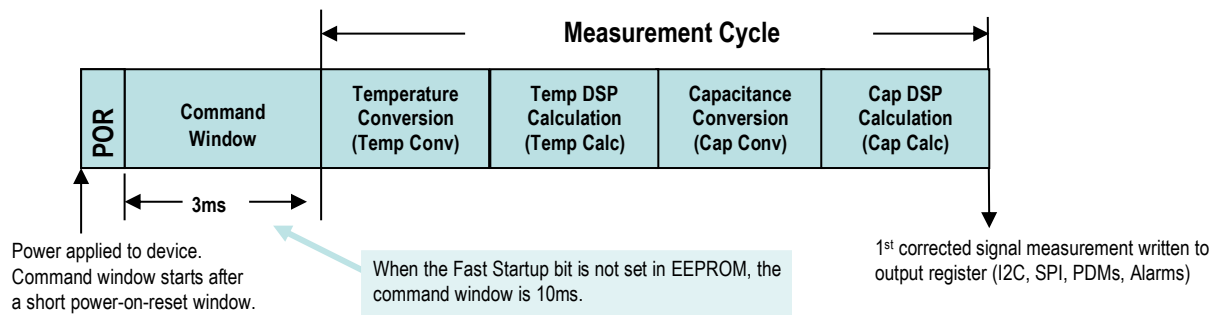 Measurement Cycle
POR
Command
Window
Temperature
Conversion
(Temp Conv)
Temp DSP
Calculation
(Temp Calc)
Capacitance
Conversion
(Cap Conv)
Cap DSP
Calculation
(Cap Calc)
3ms
Power applied to device.
Command window starts after
a short power-on-reset window.
When the Fast Startup bit is not set in EEPROM, the
command window is 10ms.
1st corrected signal measurement written to
output register (I2C, SPI, PDMs, Alarms)